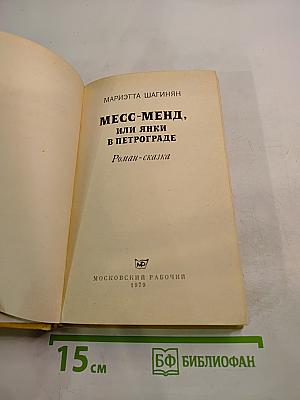 МАРИЭТТА ШАГИНЯН
МЕСС-МЕНД,
ИЛИ ЯНКИ
В ПЕТРОГРАДЕ
Роман-сказка
МОСКОВСКИЙ РАБОЧИЙ
1979
15 см
БФ БИБЛИОФАН